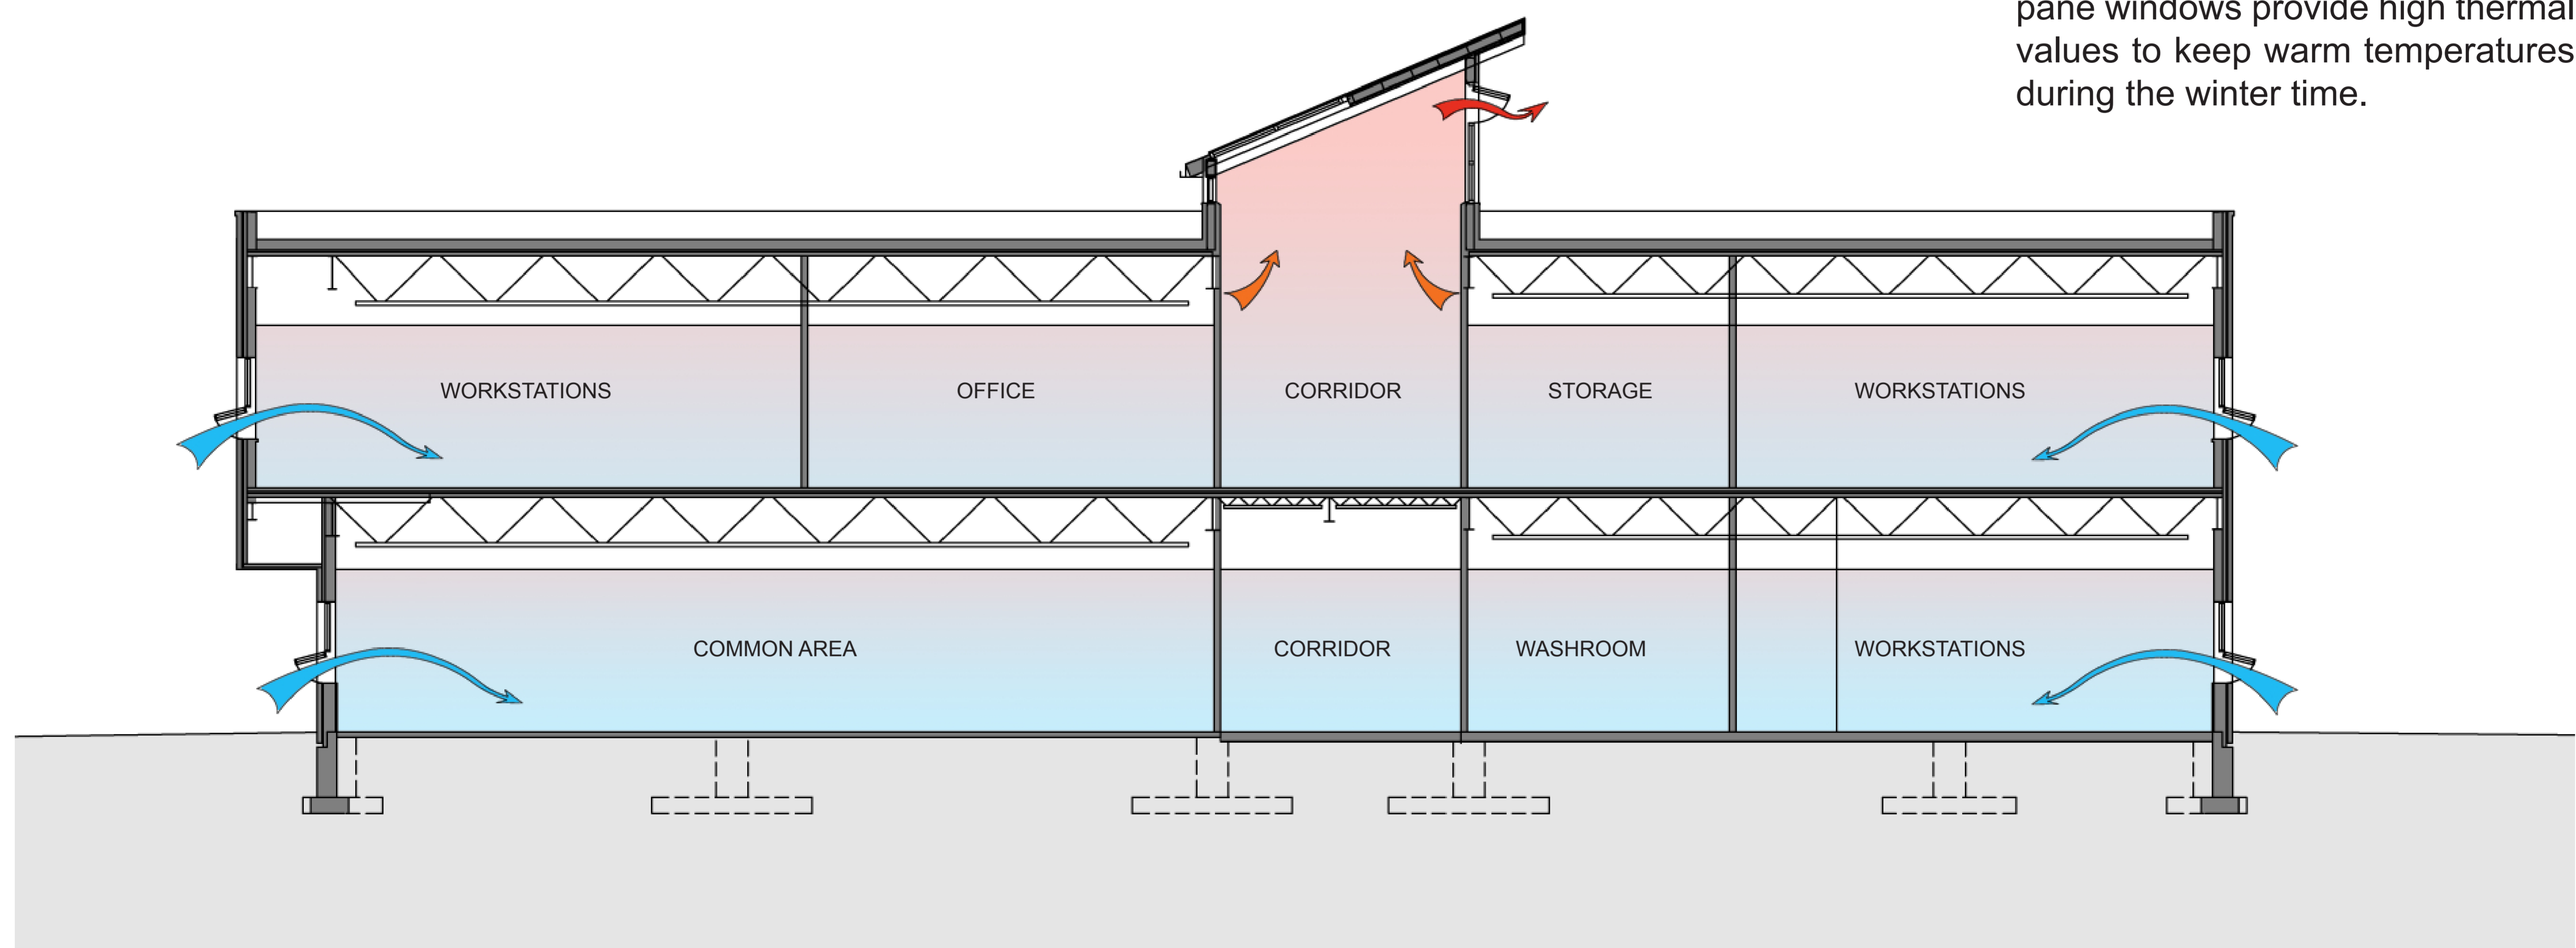 pane windows provide high thermal
values to keep warm temperatures
during the winter time.
WORKSTATIONS
OFFICE
CORRIDOR
STORAGE
WORKSTATIONS
COMMON AREA
CORRIDOR
WASHROOM
WORKSTATIONS